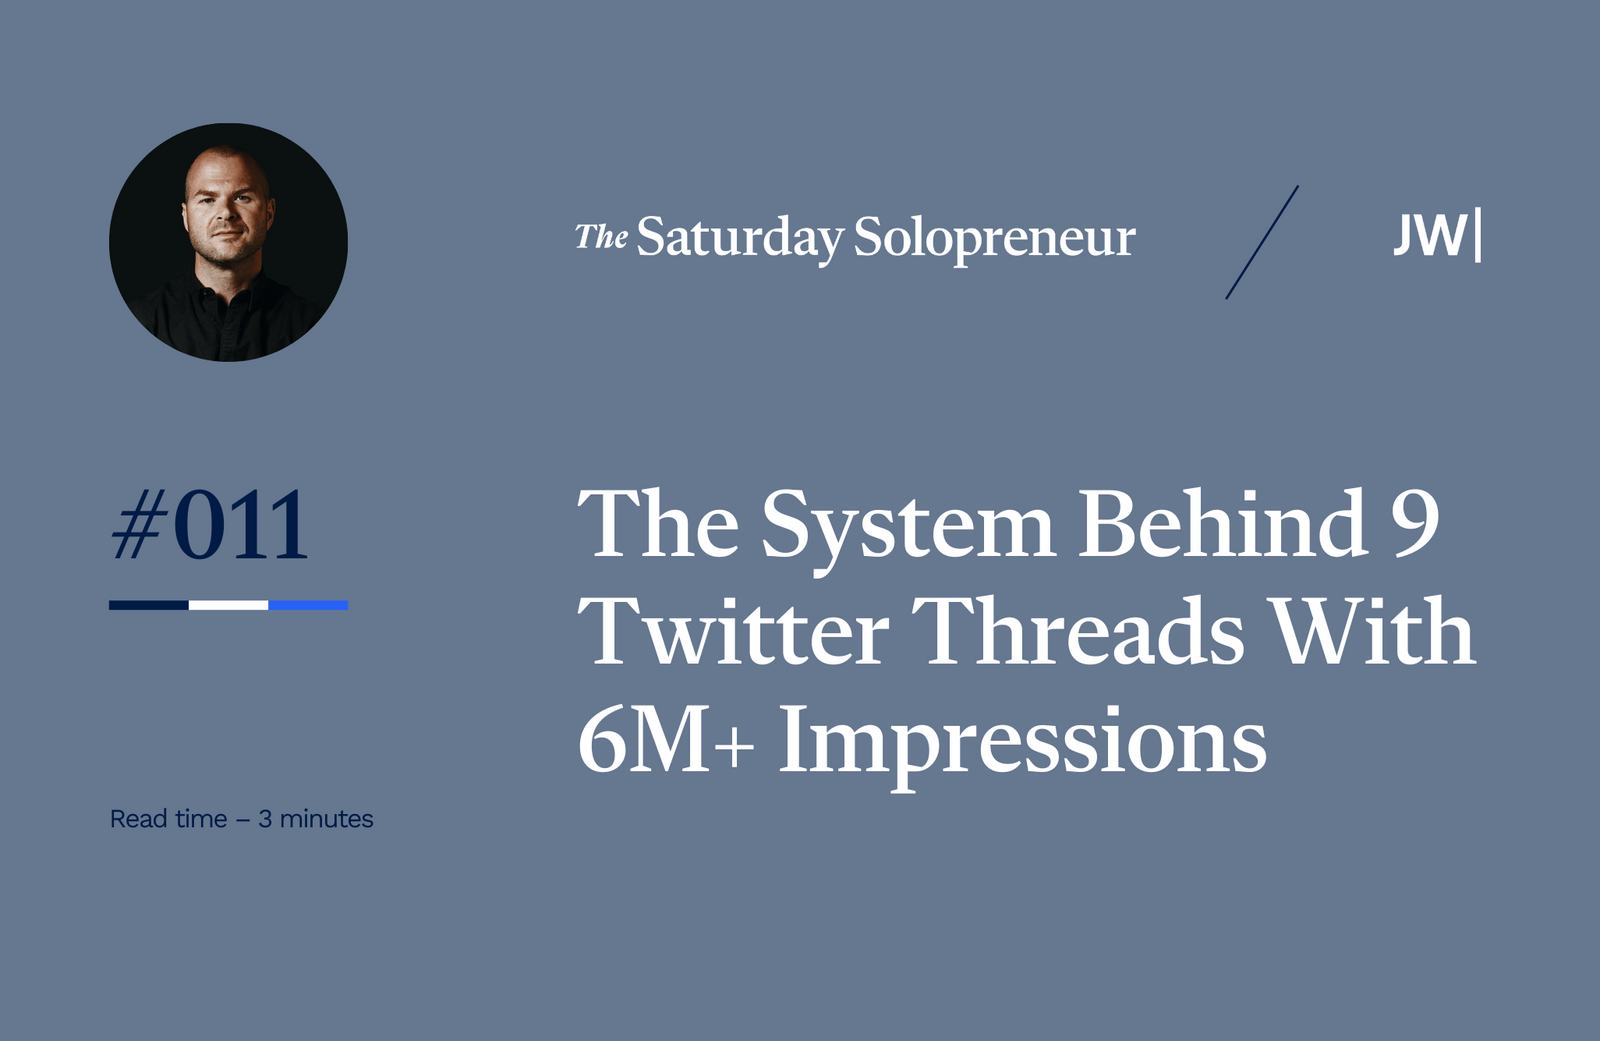 The Saturday Solopreneur
JW|
#011
The System Behind 9
Twitter Threads With
6M+ Impressions
Read time – 3 minutes